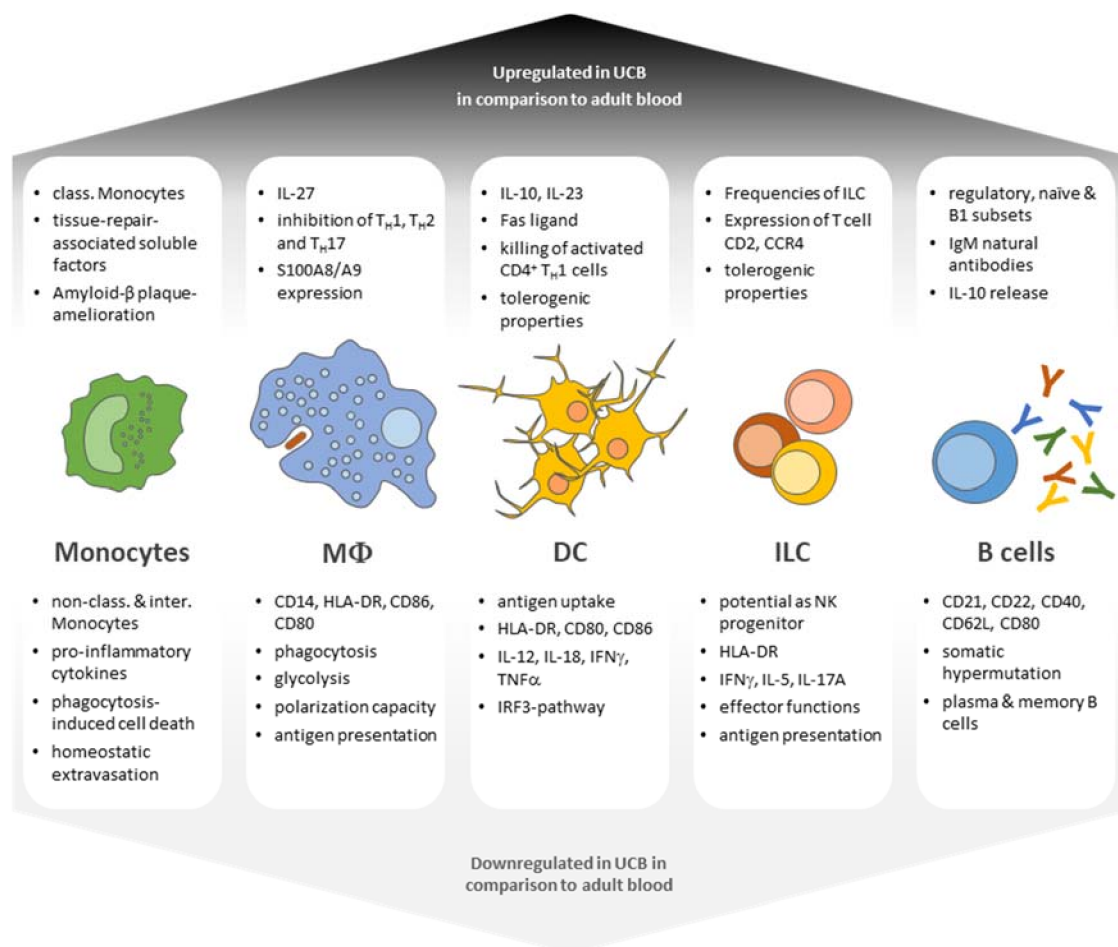 Upregulated in UCB
in comparison to adult blood
• class. Monocytes
• tissue-repair-
associated soluble
factors
• Amyloid-β plaque-
amelioration
• IL-27
• inhibition of TH1, TH2
and TH17
• S100A8/A9
expression
• IL-10, IL-23
• Fas ligand
• killing of activated
CD4⁺ TH1 cells
• tolerogenic
properties
• Frequencies of ILC
• Expression of T cell
CD2, CCR4
• tolerogenic
properties
• regulatory, naïve &
B1 subsets
• IgM natural
antibodies
• IL-10 release
Monocytes
MΦ
DC
ILC
B cells
• non-class. & inter.
Monocytes
• pro-inflammatory
cytokines
• phagocytosis-
induced cell death
• homeostatic
extravasation
• CD14, HLA-DR, CD86,
CD80
• phagocytosis
• glycolysis
• polarization capacity
• antigen presentation
• antigen uptake
• HLA-DR, CD80, CD86
• IL-12, IL-18, IFNγ,
TNFα
• IRF3-pathway
• potential as NK
progenitor
• HLA-DR
• IFNγ, IL-5, IL-17A
• effector functions
• antigen presentation
• CD21, CD22, CD40,
CD62L, CD80
• somatic
hypermutation
• plasma & memory B
cells
Downregulated in UCB in
comparison to adult blood